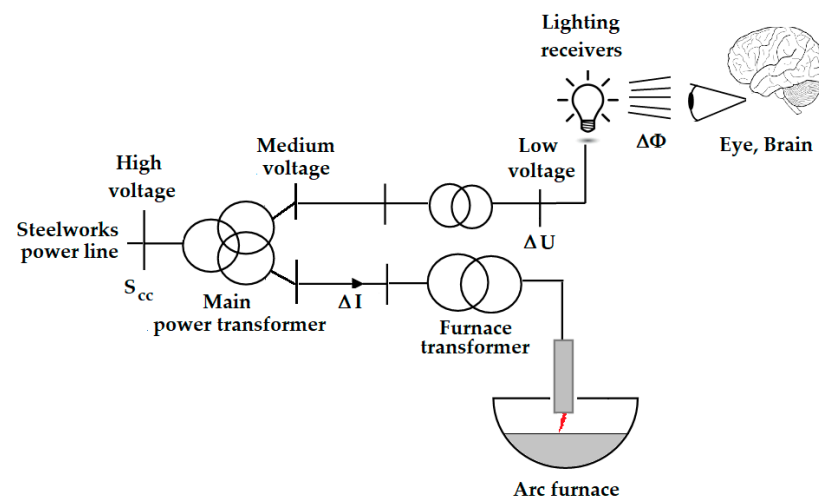 Lighting
receivers
ΔΦ
Eye, Brain
Medium
voltage
Low
voltage
High
voltage
Steelworks
power line
S_cc
ΔU
Main
power transformer
ΔI
Furnace
transformer
Arc furnace